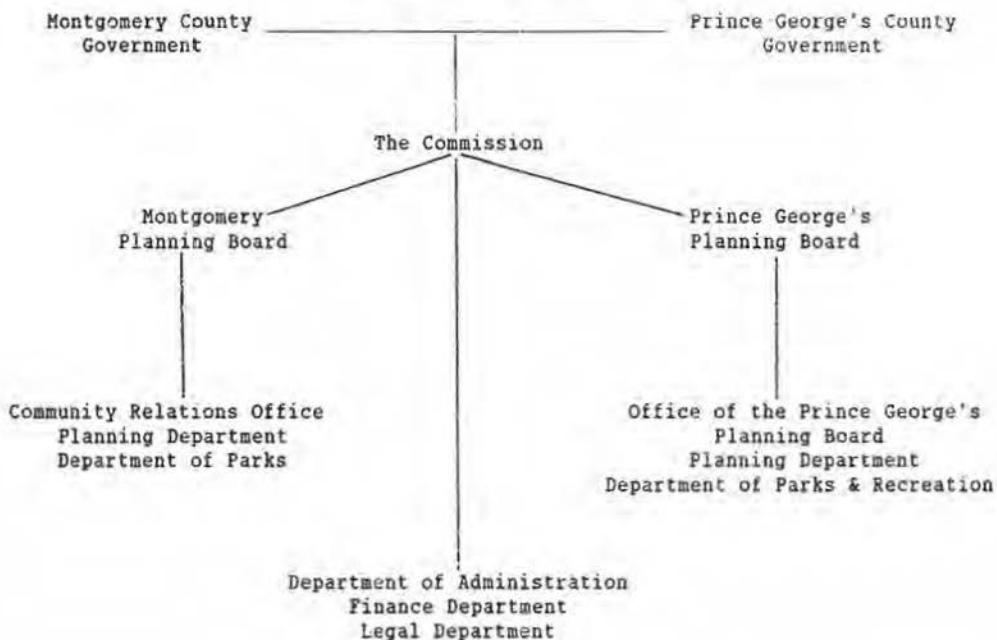 Montgomery County
Government
Prince George's County
Government
The Commission
Montgomery
Planning Board
Prince George's
Planning Board
Community Relations Office
Planning Department
Department of Parks
Office of the Prince George's
Planning Board
Planning Department
Department of Parks & Recreation
Department of Administration
Finance Department
Legal Department